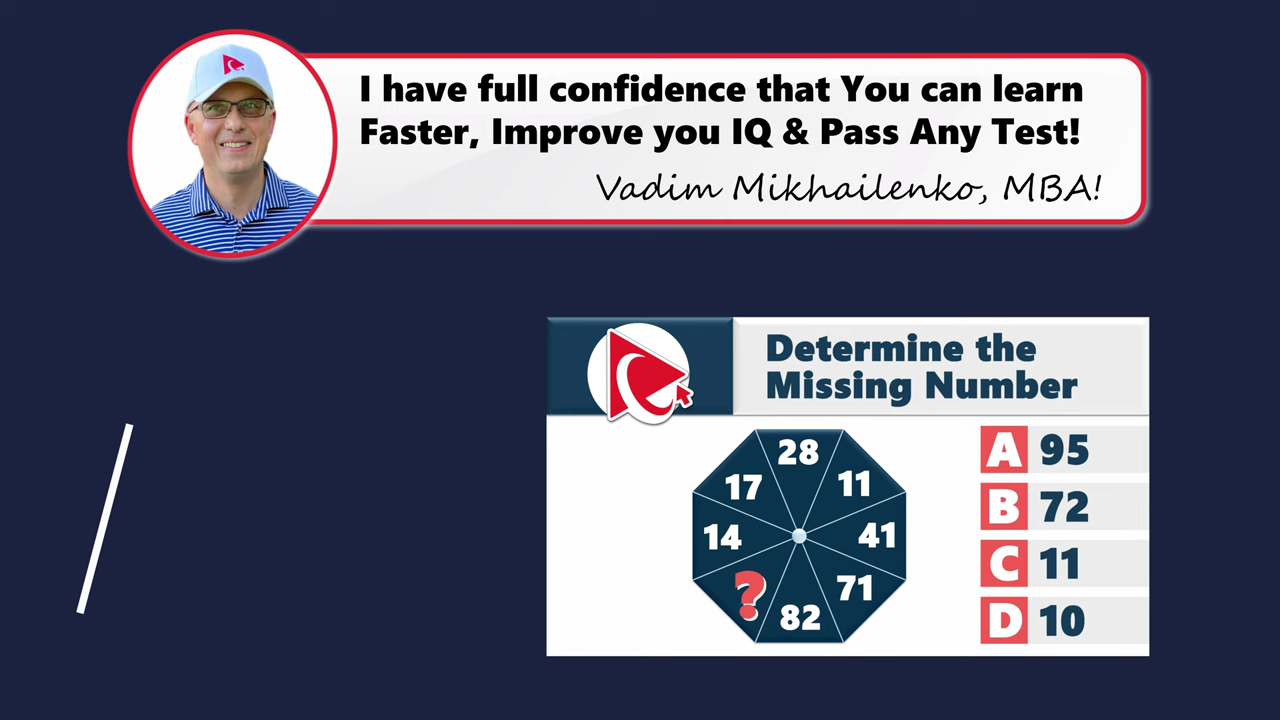 I have full confidence that You can learn
Faster, Improve you IQ & Pass Any Test!
Vadim Mikhailenko, MBA!
Determine the
Missing Number
28
17
11
14
41
?
71
82
A 95
B 72
C 11
D 10